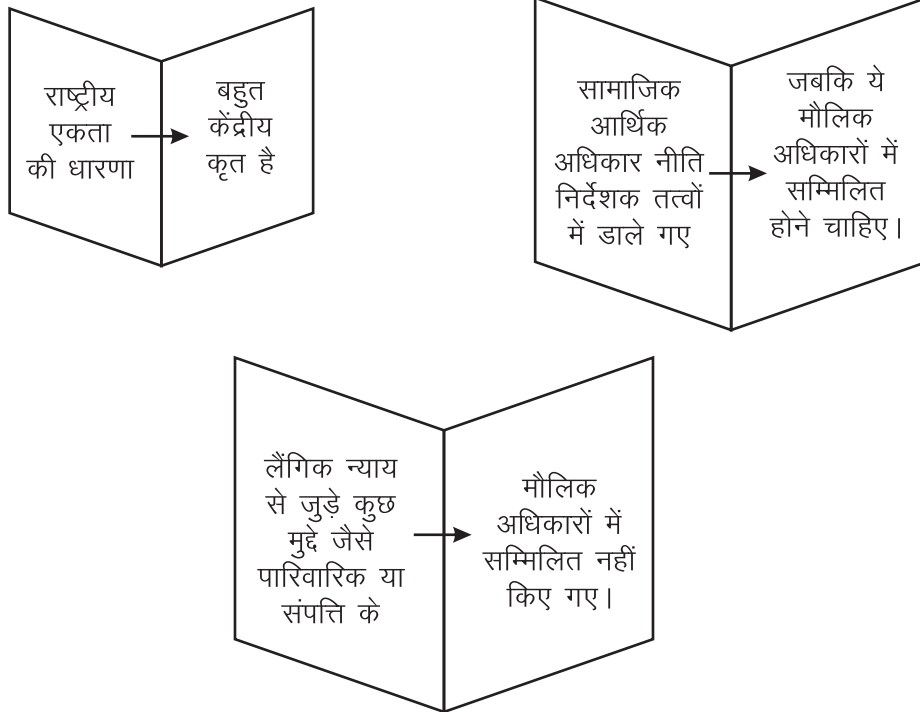 राष्ट्रीय
एकता
की धारणा
बहुत
केंद्रीय
कृत है
सामाजिक
आर्थिक
अधिकार नीति
निर्देशक तत्वों
में डाले गए
जबकि ये
मौलिक
अधिकारों में
सम्मिलित
होने चाहिए।
लैंगिक न्याय
से जुड़े कुछ
मुद्दे जैसे
पारिवारिक या
संपत्ति के
मौलिक
अधिकारों में
सम्मिलित नहीं
किए गए।